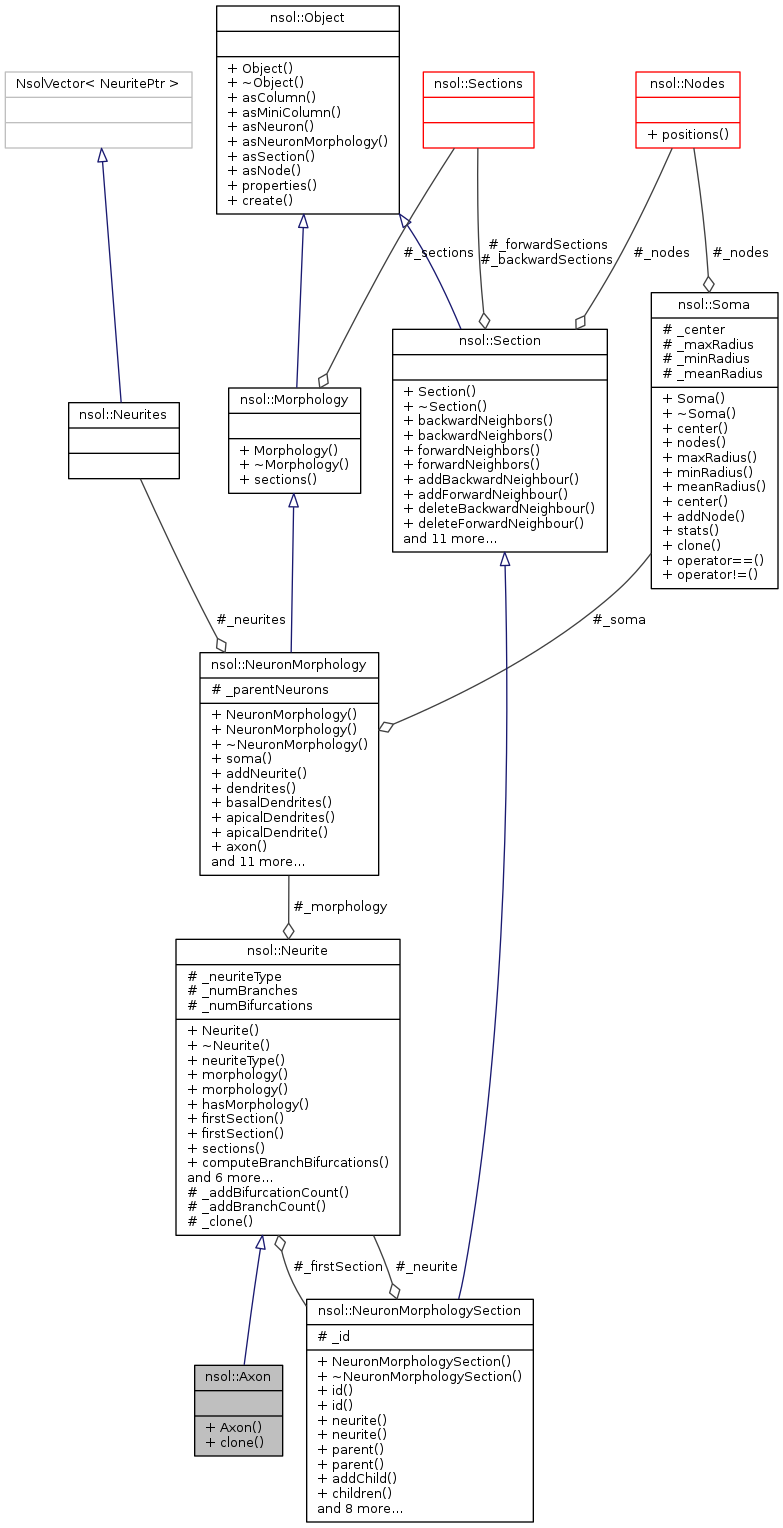 nsol::Object
+ Object()
+ ~Object()
+ asColumn()
+ asMiniColumn()
+ asNeuron()
+ asNeuronMorphology()
+ asSection()
+ asNode()
+ properties()
+ create()
NsolVector< NeuritePtr >
nsol::Sections
nsol::Nodes
+ positions()
#_sections
#_forwardSections
#_backwardSections
#_nodes
#_nodes
nsol::Soma
# _center
# _maxRadius
# _minRadius
# _meanRadius
+ Soma()
+ ~Soma()
+ center()
+ nodes()
+ maxRadius()
+ minRadius()
+ meanRadius()
+ center()
+ addNode()
+ stats()
+ clone()
+ operator==()
+ operator!=()
nsol::Section
+ Section()
+ ~Section()
+ backwardNeighbors()
+ backwardNeighbors()
+ forwardNeighbors()
+ forwardNeighbors()
+ addBackwardNeighbour()
+ addForwardNeighbour()
+ deleteBackwardNeighbour()
+ deleteForwardNeighbour()
and 11 more...
nsol::Morphology
+ Morphology()
+ ~Morphology()
+ sections()
nsol::Neurites
#_neurites
#_soma
nsol::NeuronMorphology
# _parentNeurons
+ NeuronMorphology()
+ NeuronMorphology()
+ ~NeuronMorphology()
+ soma()
+ addNeurite()
+ dendrites()
+ basalDendrites()
+ apicalDendrites()
+ apicalDendrite()
+ axon()
and 11 more...
#_morphology
nsol::Neurite
# _neuriteType
# _numBranches
# _numBifurcations
+ Neurite()
+ ~Neurite()
+ neuriteType()
+ morphology()
+ morphology()
+ hasMorphology()
+ firstSection()
+ firstSection()
+ sections()
+ computeBranchBifurcations()
and 6 more...
# _addBifurcationCount()
# _addBranchCount()
# _clone()
#_firstSection
#_neurite
nsol::NeuronMorphologySection
# _id
+ NeuronMorphologySection()
+ ~NeuronMorphologySection()
+ id()
+ id()
+ neurite()
+ neurite()
+ parent()
+ parent()
+ addChild()
+ children()
and 8 more...
nsol::Axon
+ Axon()
+ clone()